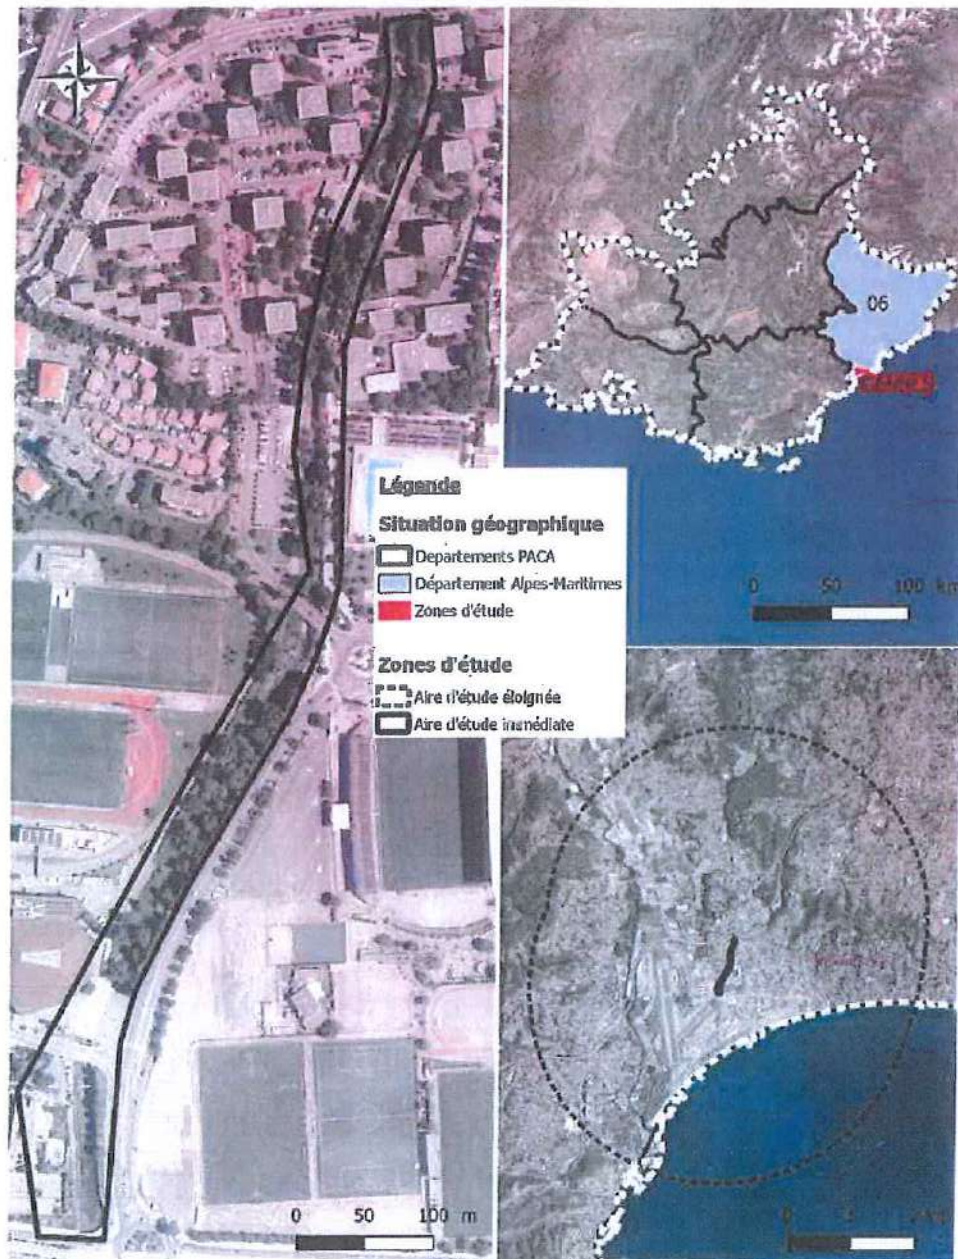 06
Légende
Situation géographique
Departements PACA
Département Alpes-Maritimes
Zones d'étude
0 50 100 km
Zones d'étude
Aire d'étude éloignée
Aire d'étude immédiate
0 50 100 m
0